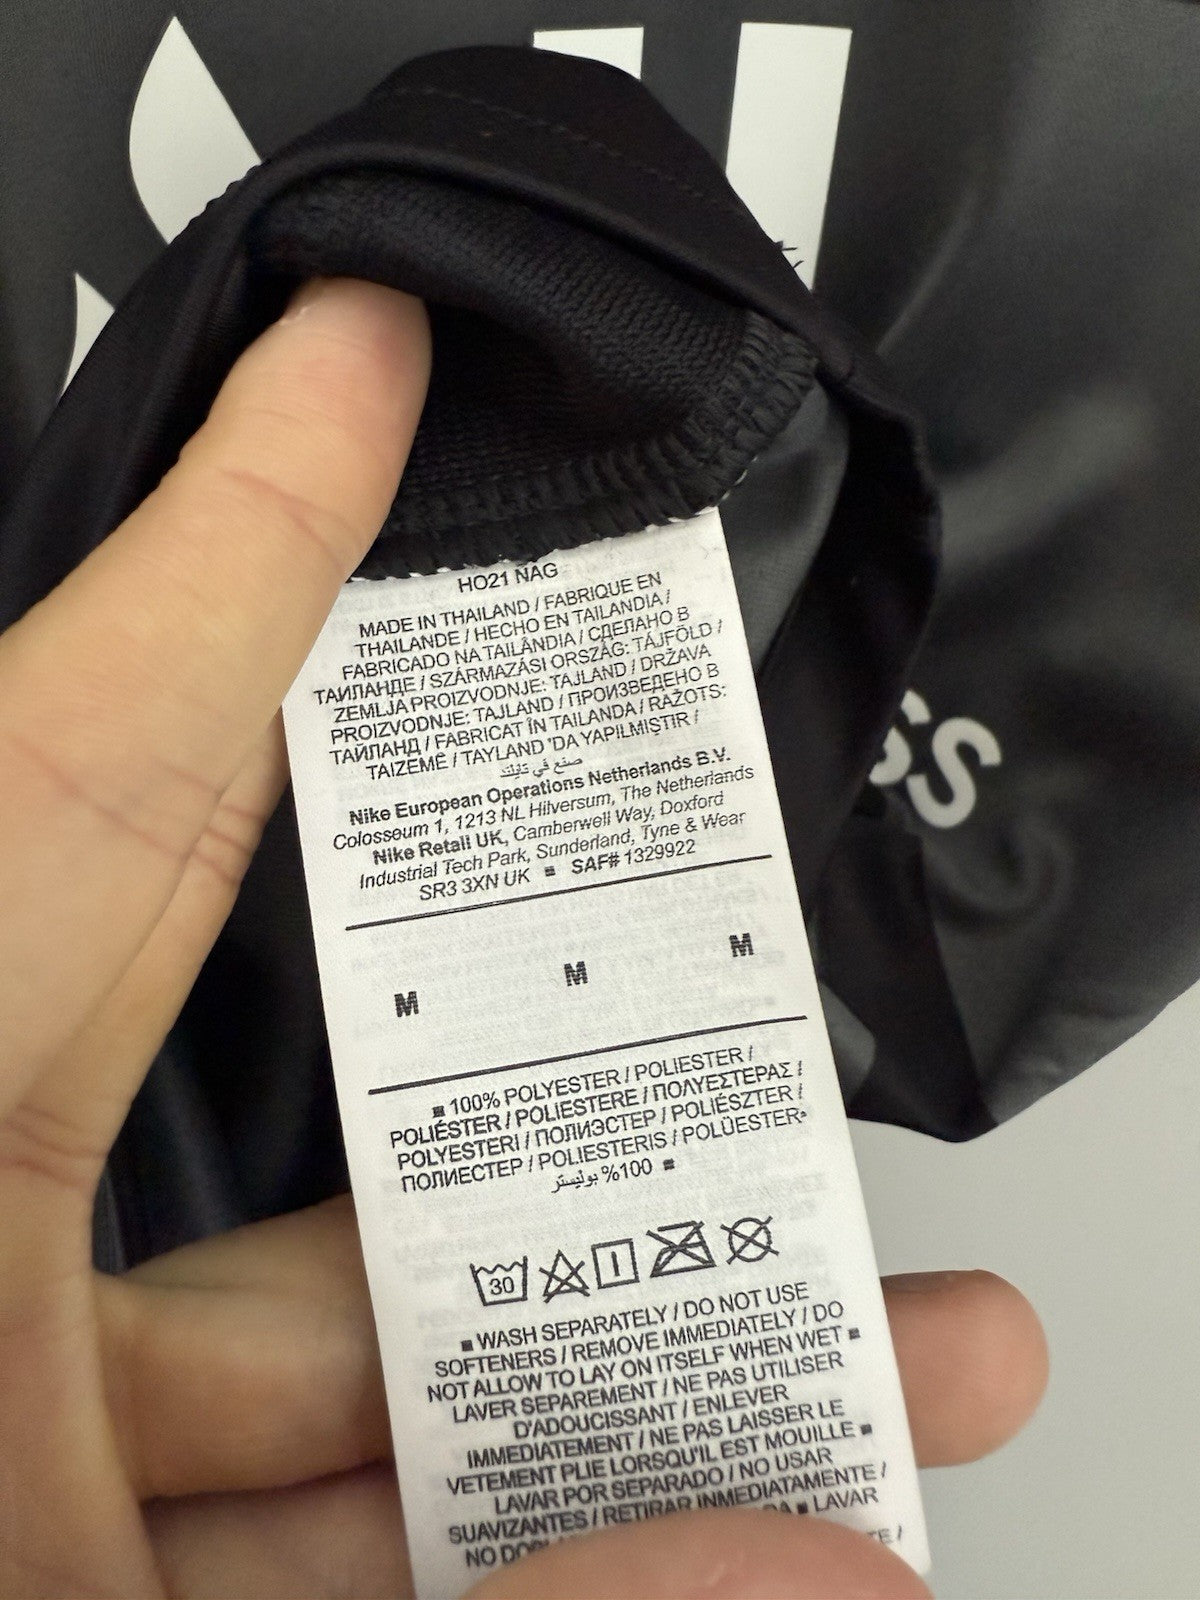 SS
HO21 NAG
MADE IN THAILAND / FABRIQUE EN
THAILANDE / HECHO EN TAILANDIA /
FABRICADO NA TAILÂNDIA / СДЕЛАНО В
ТАИЛАНДЕ / SZÁRMAZÁSI ORSZÁG: TÁJFÖLD /
ZEMLJA PROIZVODNJE: TAJLAND / DRŽAVA
PROIZVODNJE: TAJLAND / ПРОИЗВЕДЕНО В
ТАЙЛАНД / FABRICAT ÎN TAILANDA / RAŽOTS:
TAIZEMĒ / TAYLAND 'DA YAPILMIŞTIR /
صنع في تايلند
Nike European Operations Netherlands B.V.
Colosseum 1, 1213 NL Hilversum, The Netherlands
Nike Retail UK, Camberwell Way, Doxford
Industrial Tech Park, Sunderland, Tyne & Wear
SR3 3XN UK ■ SAF# 1329922
M M M
■ 100% POLYESTER / POLIESTER /
POLIÉSTER / POLIESTERE / ΠΟΛΥΕΣΤΕΡΑΣ /
POLYESTERI / ПОЛИЭСТЕР / POLIÉSZTER /
ПОЛИЕСТЕР / POLIESTERIS / POLÜESTER
100% بوليستر ■
30
■ WASH SEPARATELY / DO NOT USE
SOFTENERS / REMOVE IMMEDIATELY / DO
NOT ALLOW TO LAY ON ITSELF WHEN WET ■
LAVER SEPAREMENT / NE PAS UTILISER
D'ADOUCISSANT / ENLEVER
IMMEDIATEMENT / NE PAS LAISSER LE
VETEMENT PLIE LORSQU'IL EST MOUILLE ■
LAVAR POR SEPARADO / NO USAR
SUAVIZANTES / RETIRAR INMEDIATAMENTE /
NO ■ LAVAR